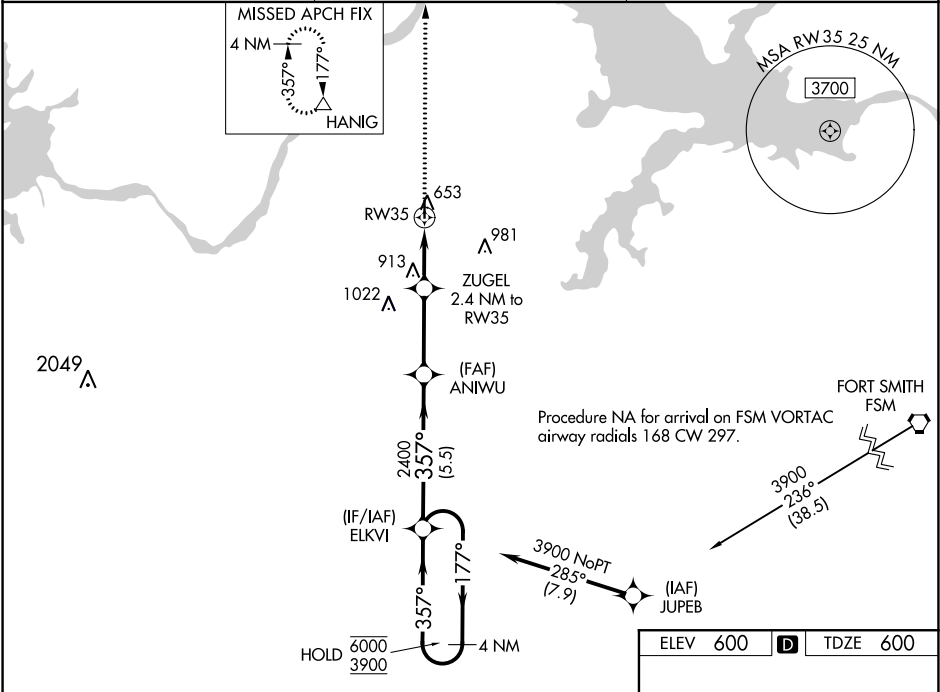 MISSED APCH FIX
4 NM
357°
177°
HANIG
MSA RW35 25 NM
3700
653
RW35
981
913
ZUGEL
2.4 NM to
RW35
1022
2049
(FAF)
ANIWU
FORT SMITH
FSM
Procedure NA for arrival on FSM VORTAC
airway radials 168 CW 297.
2400
357°
(5.5)
3900
236°
(38.5)
(IF/IAF)
ELKVI
3900 NoPT
285°
(7.9)
177°
357°
(IAF)
JUPEB
HOLD 6000
3900
4 NM
ELEV 600 D TDZE 600